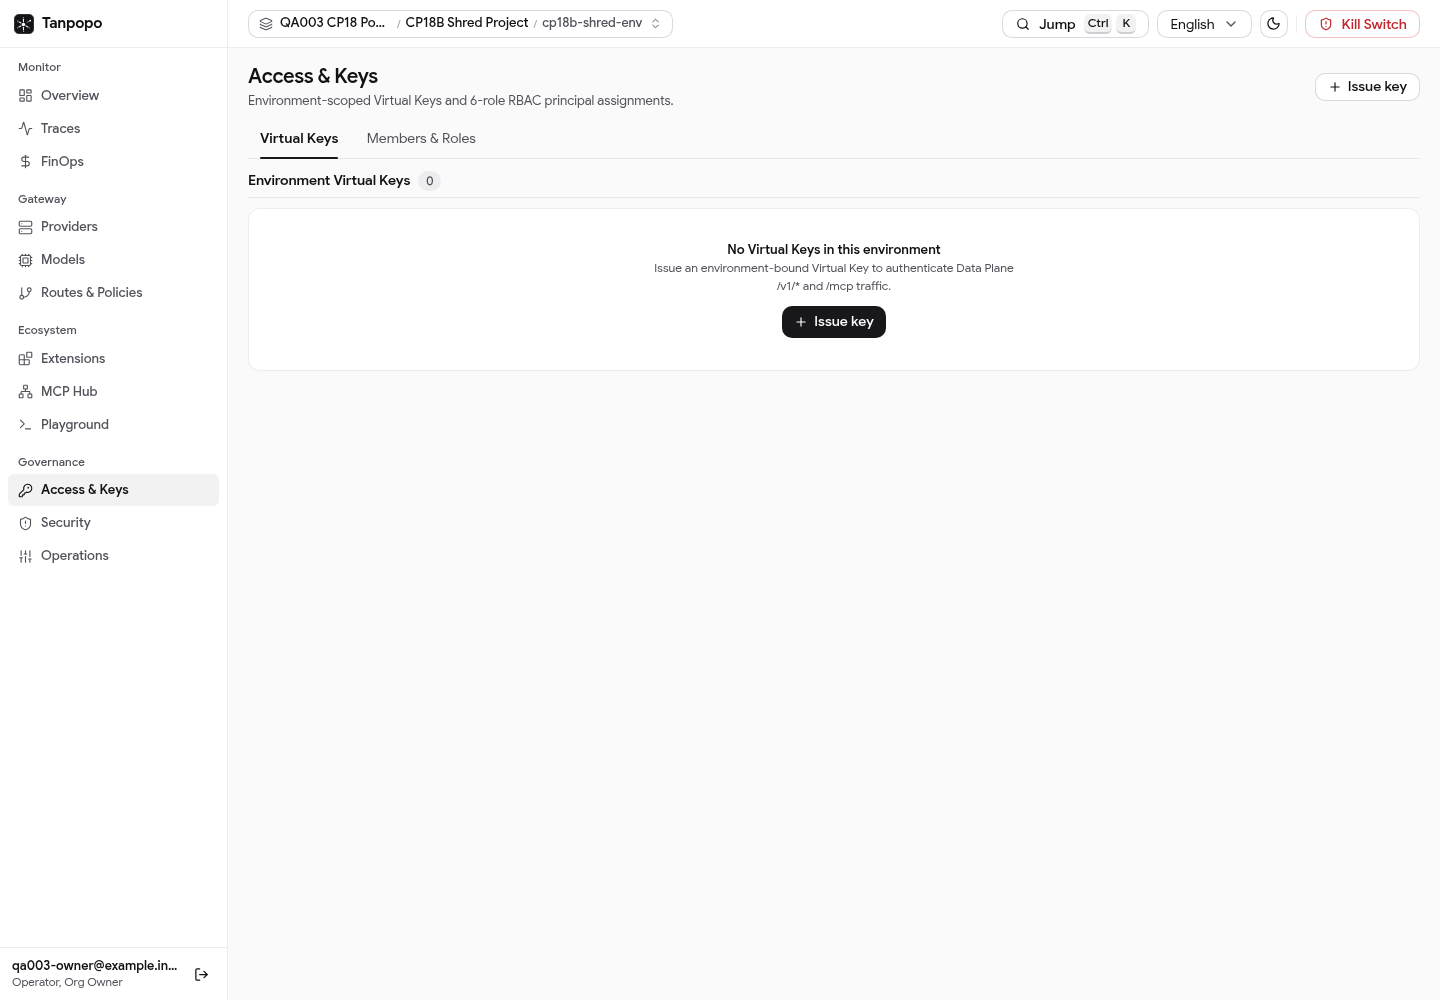 Tanpopo
QA003 CP18 Po... / CP18B Shred Project / cp18b-shred-env
Jump Ctrl K
English
Kill Switch
Monitor
Overview
Traces
FinOps
Gateway
Providers
Models
Routes & Policies
Ecosystem
Extensions
MCP Hub
Playground
Governance
Access & Keys
Security
Operations
qa003-owner@example.in...
Operator, Org Owner
Access & Keys
Environment-scoped Virtual Keys and 6-role RBAC principal assignments.
Issue key
Virtual Keys Members & Roles
Environment Virtual Keys 0
No Virtual Keys in this environment
Issue an environment-bound Virtual Key to authenticate Data Plane
/v1/* and /mcp traffic.
Issue key